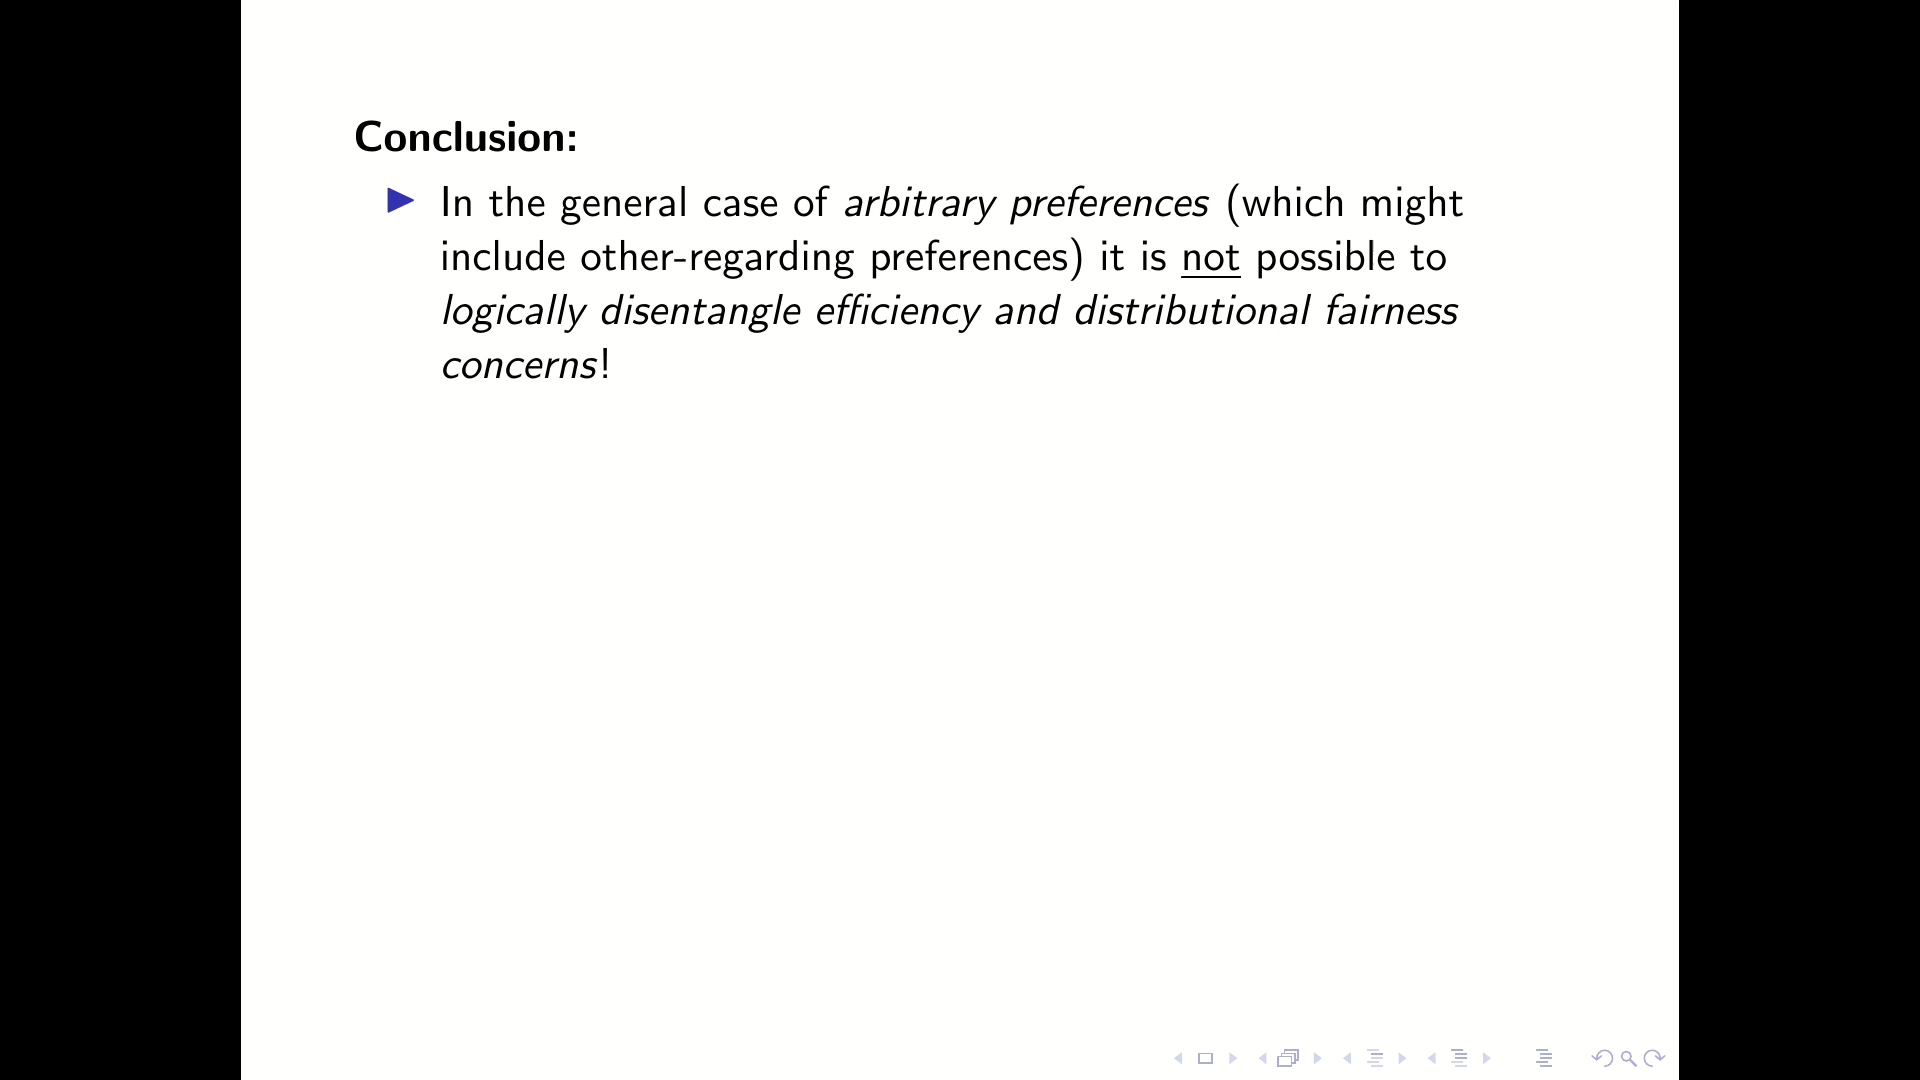 Conclusion:
In the general case of arbitrary preferences (which might
include other-regarding preferences) it is not possible to
logically disentangle efficiency and distributional fairness
concerns!